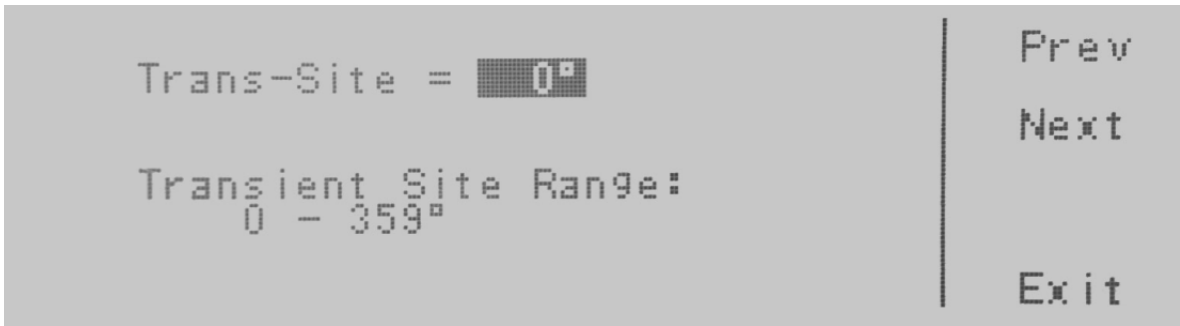 Trans-Site = 0°
Transient Site Range:
0 - 359°
Prev
Next
Exit